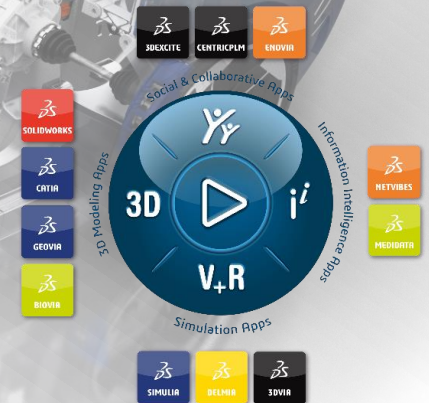 3DEXCITE
CENTRICPLM
ENOVIA
Social & Collaborative Apps
SOLIDWORKS
CATIA
GEOVIA
BIOVIA
3D Modeling Apps
3D
V+R
i i
Information Intelligence Apps
NETVIBES
MEDIDATA
Simulation Apps
SIMULIA
DELMIA
3DVIA